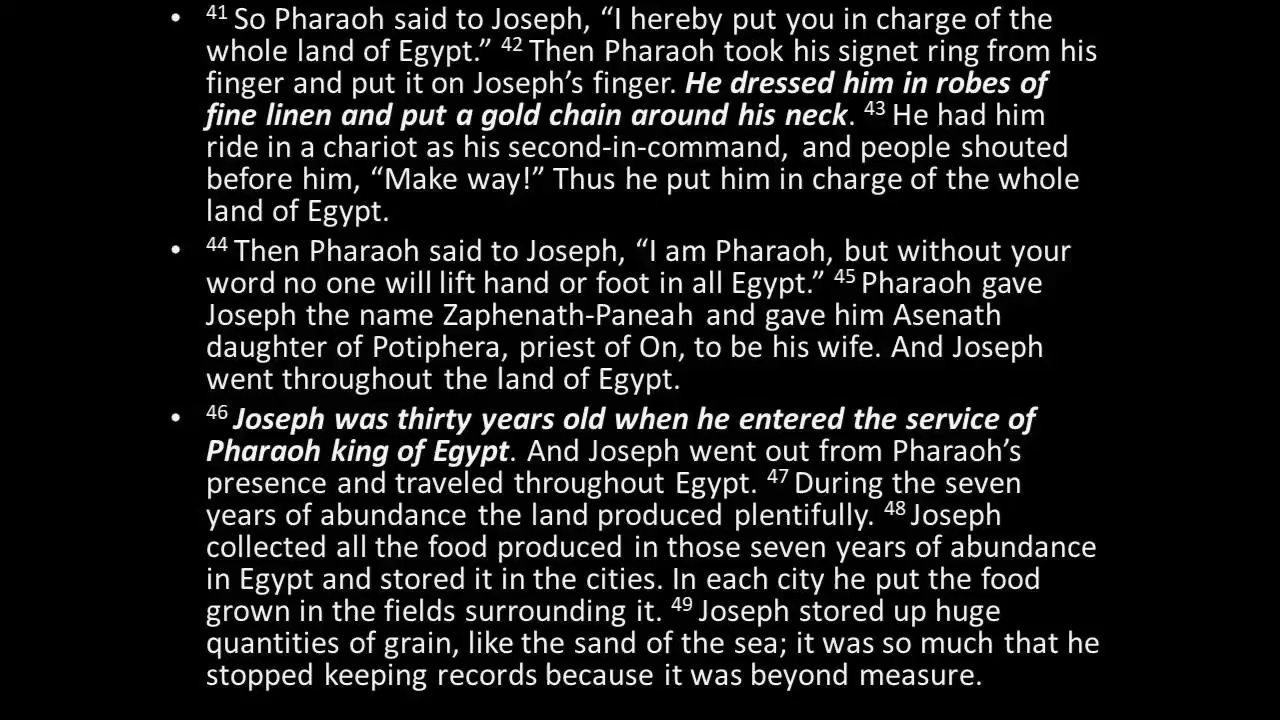 • 41 So Pharaoh said to Joseph, “I hereby put you in charge of the
whole land of Egypt.” 42 Then Pharaoh took his signet ring from his
finger and put it on Joseph’s finger. He dressed him in robes of
fine linen and put a gold chain around his neck. 43 He had him
ride in a chariot as his second-in-command, and people shouted
before him, “Make way!” Thus he put him in charge of the whole
land of Egypt.
• 44 Then Pharaoh said to Joseph, “I am Pharaoh, but without your
word no one will lift hand or foot in all Egypt.” 45 Pharaoh gave
Joseph the name Zaphenath-Paneah and gave him Asenath
daughter of Potiphera, priest of On, to be his wife. And Joseph
went throughout the land of Egypt.
• 46 Joseph was thirty years old when he entered the service of
Pharaoh king of Egypt. And Joseph went out from Pharaoh’s
presence and traveled throughout Egypt. 47 During the seven
years of abundance the land produced plentifully. 48 Joseph
collected all the food produced in those seven years of abundance
in Egypt and stored it in the cities. In each city he put the food
grown in the fields surrounding it. 49 Joseph stored up huge
quantities of grain, like the sand of the sea; it was so much that he
stopped keeping records because it was beyond measure.